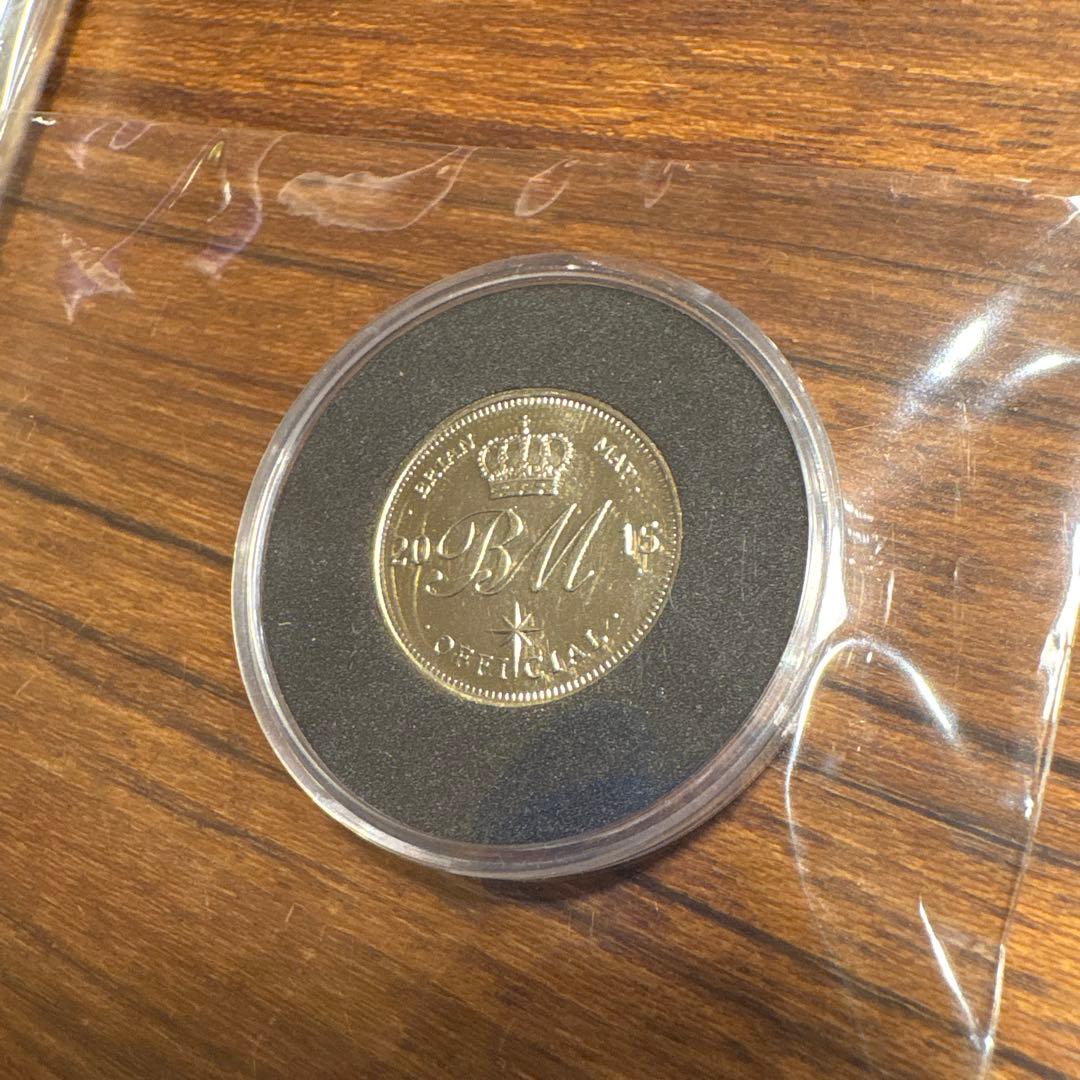 · BRIAN MAY ·
20 BM 15
· OFFICIAL ·